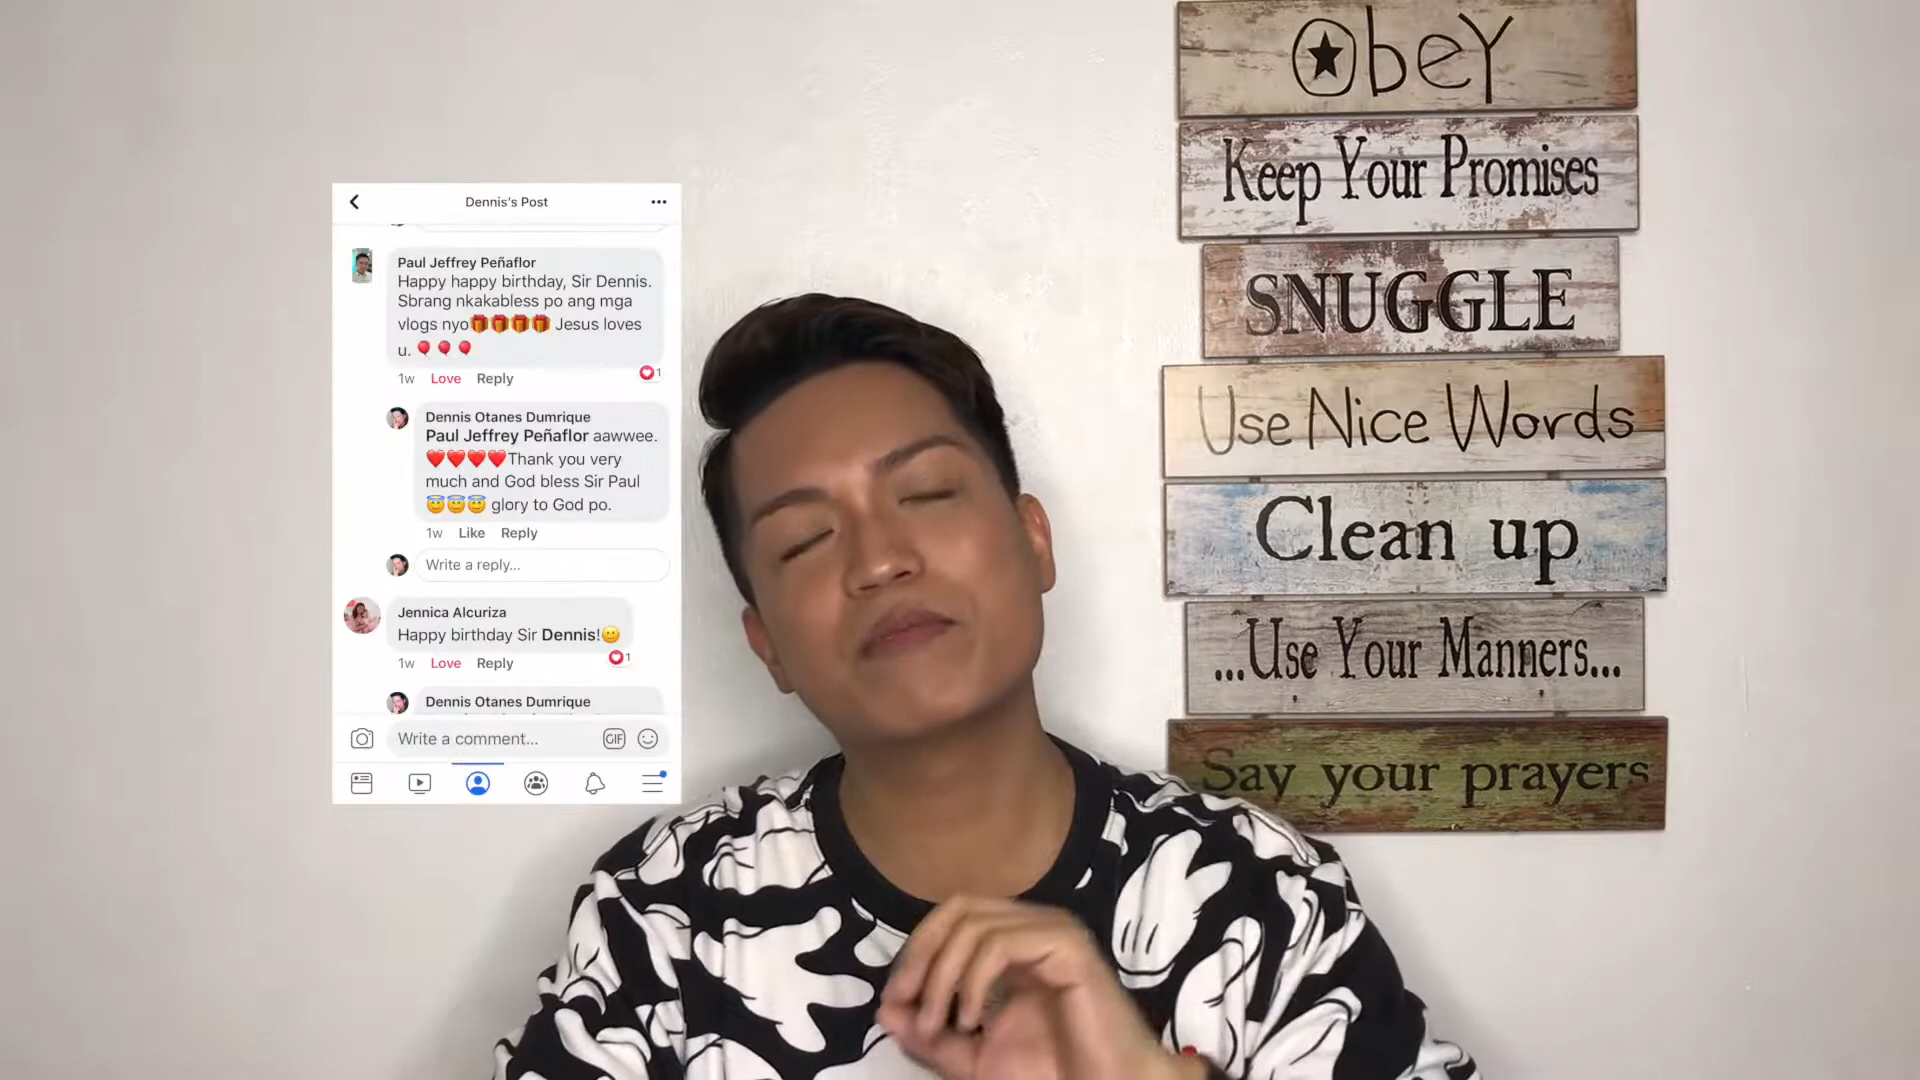 Dennis's Post
Paul Jeffrey Peñaflor
Happy happy birthday, Sir Dennis.
Sbrang nkakabless po ang mga
vlogs nyo🎁🎁🎁🎁 Jesus loves
u. 🎈🎈🎈
1w Love Reply 1
Dennis Otanes Dumrique
Paul Jeffrey Peñaflor aawwee.
❤️❤️❤️❤️Thank you very
much and God bless Sir Paul
😇😇😇 glory to God po.
1w Like Reply
Write a reply...
Jennica Alcuriza
Happy birthday Sir Dennis!🙂
1w Love Reply 1
Dennis Otanes Dumrique
Write a comment... GIF
Obey
Keep Your Promises
SNUGGLE
Use Nice Words
Clean up
...Use Your Manners...
Say your prayers